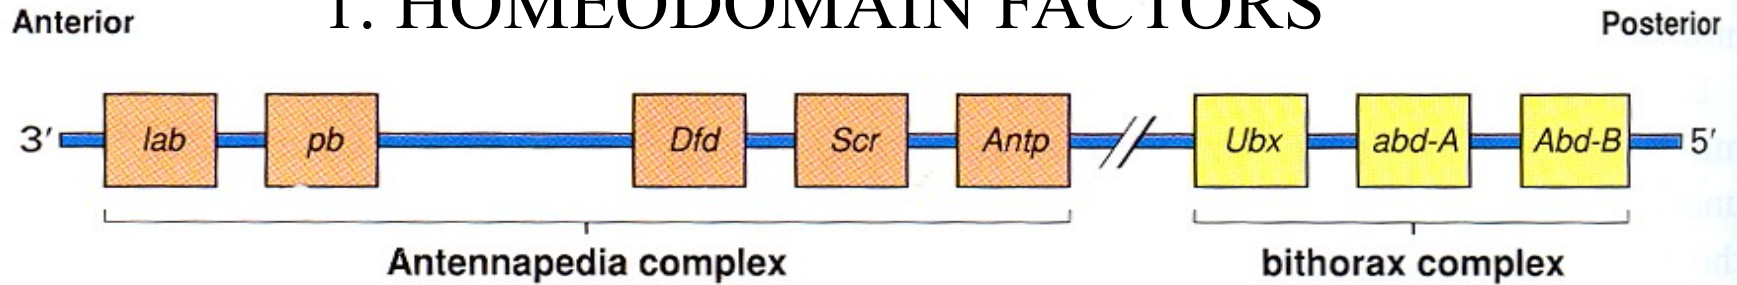 1. HOMEODOMAIN FACTORS
Anterior Posterior
3′ lab pb Dfd Scr Antp Ubx abd-A Abd-B 5′
Antennapedia complex bithorax complex